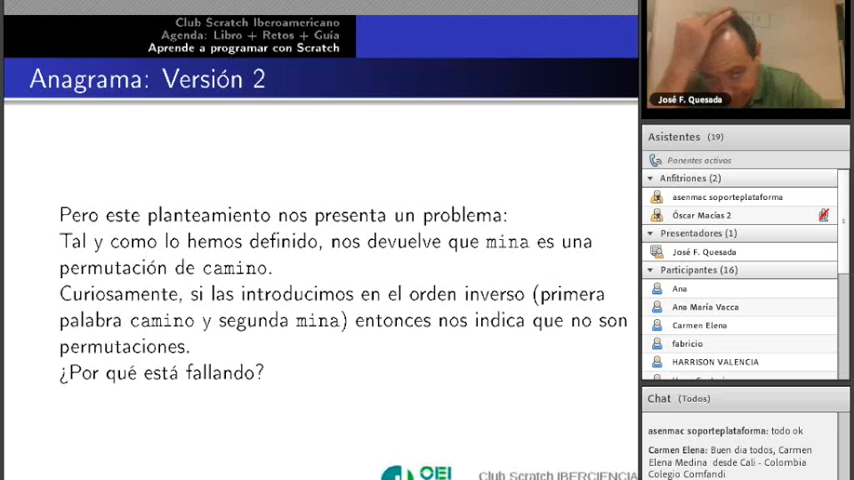 Club Scratch Iberoamericano
Agenda: Libro + Retos + Guía
Aprende a programar con Scratch
Anagrama: Versión 2
Pero este planteamiento nos presenta un problema:
Tal y como lo hemos definido, nos devuelve que mina es una
permutación de camino.
Curiosamente, si las introducimos en el orden inverso (primera
palabra camino y segunda mina) entonces nos indica que no son
permutaciones.
¿Por qué está fallando?
OEI
Club Scratch IBERCIENCIA
José F. Quesada
Asistentes (19)
Ponentes activos
Anfitriones (2)
asenmac soporteplataforma
Óscar Macías 2
Presentadores (1)
José F. Quesada
Participantes (16)
Ana
Ana María Vacca
Carmen Elena
fabricio
HARRISON VALENCIA
Chat (Todos)
asenmac soporteplataforma: todo ok
Carmen Elena: Buen dia todos, Carmen
Elena Medina desde Cali - Colombia
Colegio Comfandi